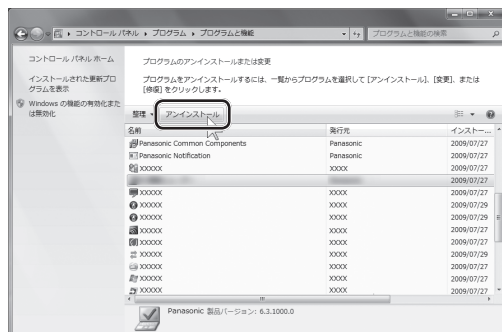 コントロール パネル ▸ プログラム ▸ プログラムと機能
プログラムと機能の検索
コントロール パネル ホーム
インストールされた更新プロ
グラムを表示
Windows の機能の有効化また
は無効化
プログラムのアンインストールまたは変更
プログラムをアンインストールするには、一覧からプログラムを選択して [アンインストール]、[変更]、または
[修復] をクリックします。
整理 アンインストール
名前 発行元 インストー...
Panasonic Common Components Panasonic 2009/07/27
Panasonic Notification Panasonic 2009/07/27
XXXXX XXXX 2009/07/27
2009/07/27
XXXXX XXXX 2009/07/27
XXXXX XXXX 2009/07/29
XXXXX XXXX 2009/07/29
XXXXX XXXX 2009/07/27
XXXXX XXXX 2009/07/27
XXXXX XXXX 2009/07/29
XXXXX XXXX 2009/07/27
XXXXX XXXX 2009/07/27
XXXXX XXXX 2009/07/27
Panasonic 製品バージョン: 6.3.1000.0